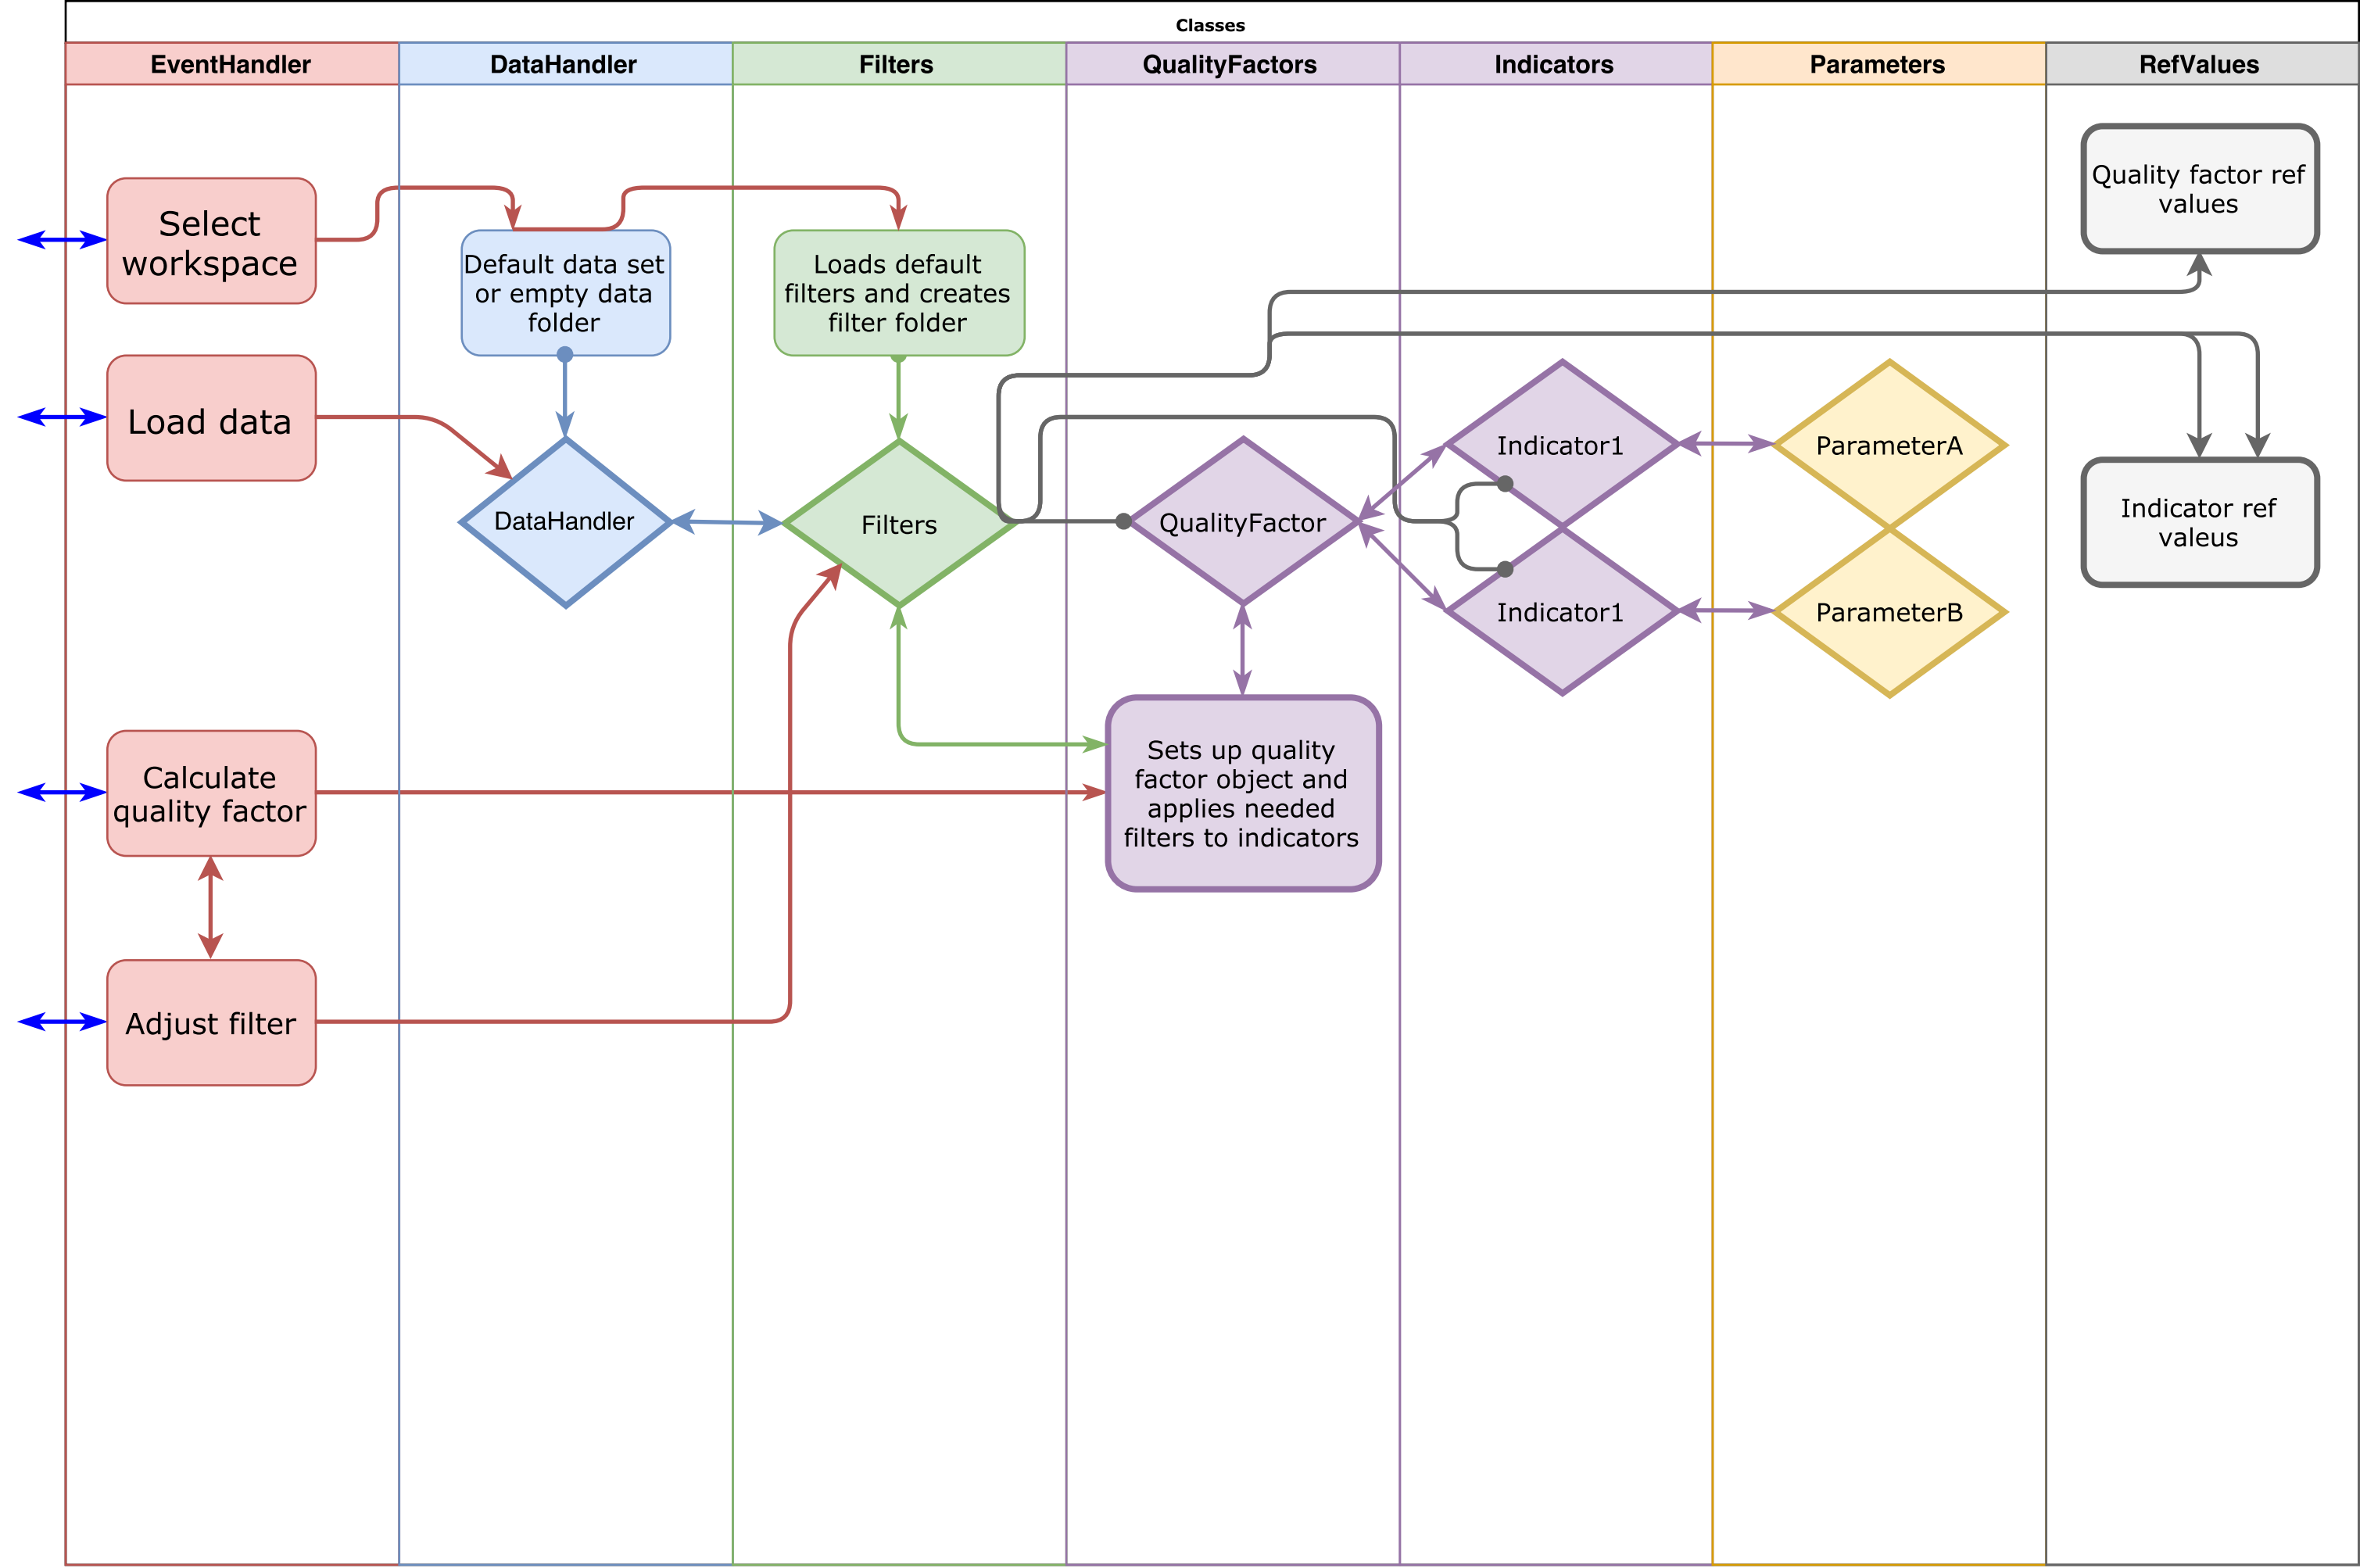 Classes
EventHandler
DataHandler
Filters
QualityFactors
Indicators
Parameters
RefValues
Select
workspace
Load data
Calculate
quality factor
Adjust filter
Default data set
or empty data
folder
DataHandler
Loads default
filters and creates
filter folder
Filters
QualityFactor
Sets up quality
factor object and
applies needed
filters to indicators
Indicator1
Indicator1
ParameterA
ParameterB
Quality factor ref
values
Indicator ref
valeus